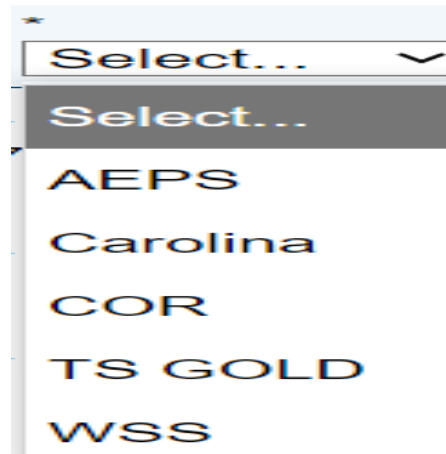 *
Select...
Select...
AEPS
Carolina
COR
TS GOLD
WSS